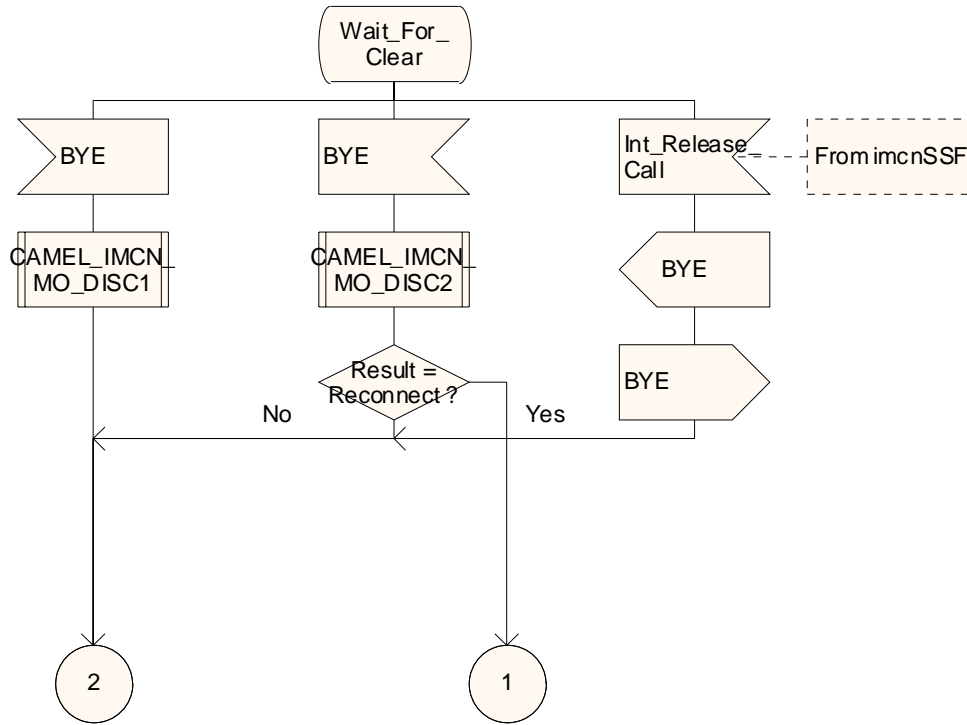 Wait_For_
Clear
BYE
BYE
Int_Release_
Call
From imcnSSF
CAMEL_IMCN_
MO_DISC1
CAMEL_IMCN_
MO_DISC2
BYE
Result =
Reconnect ?
BYE
No
Yes
2
1